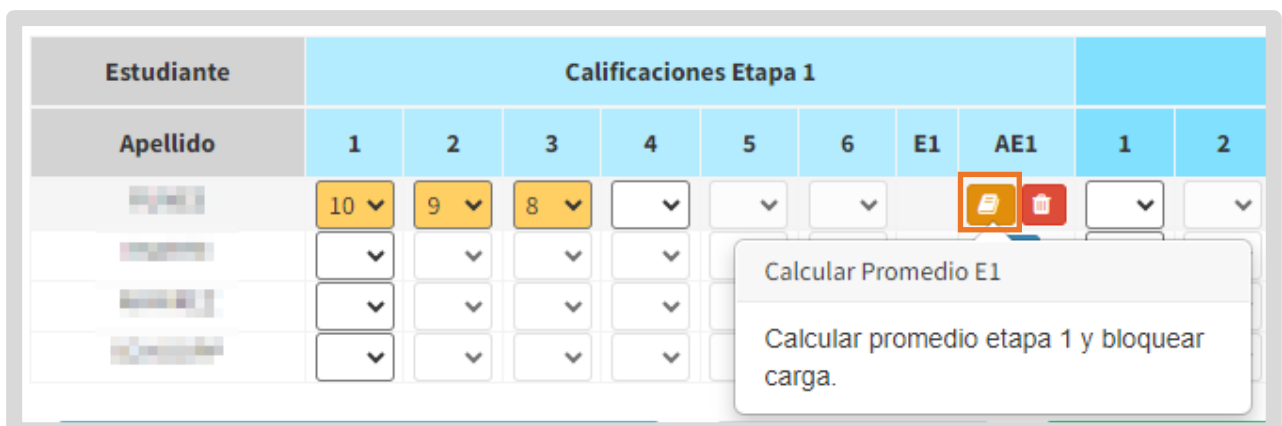 Estudiante Calificaciones Etapa 1
Apellido 1 2 3 4 5 6 E1 AE1 1 2
10 9 8
Calcular Promedio E1
Calcular promedio etapa 1 y bloquear
carga.